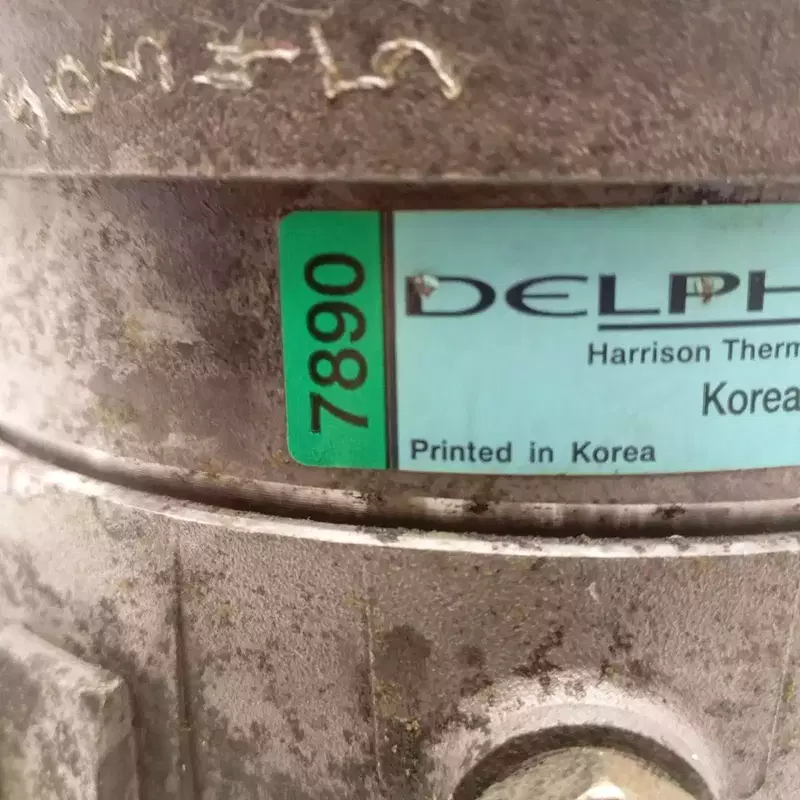 7890
DELPH
Harrison Therm
Korea
Printed in Korea